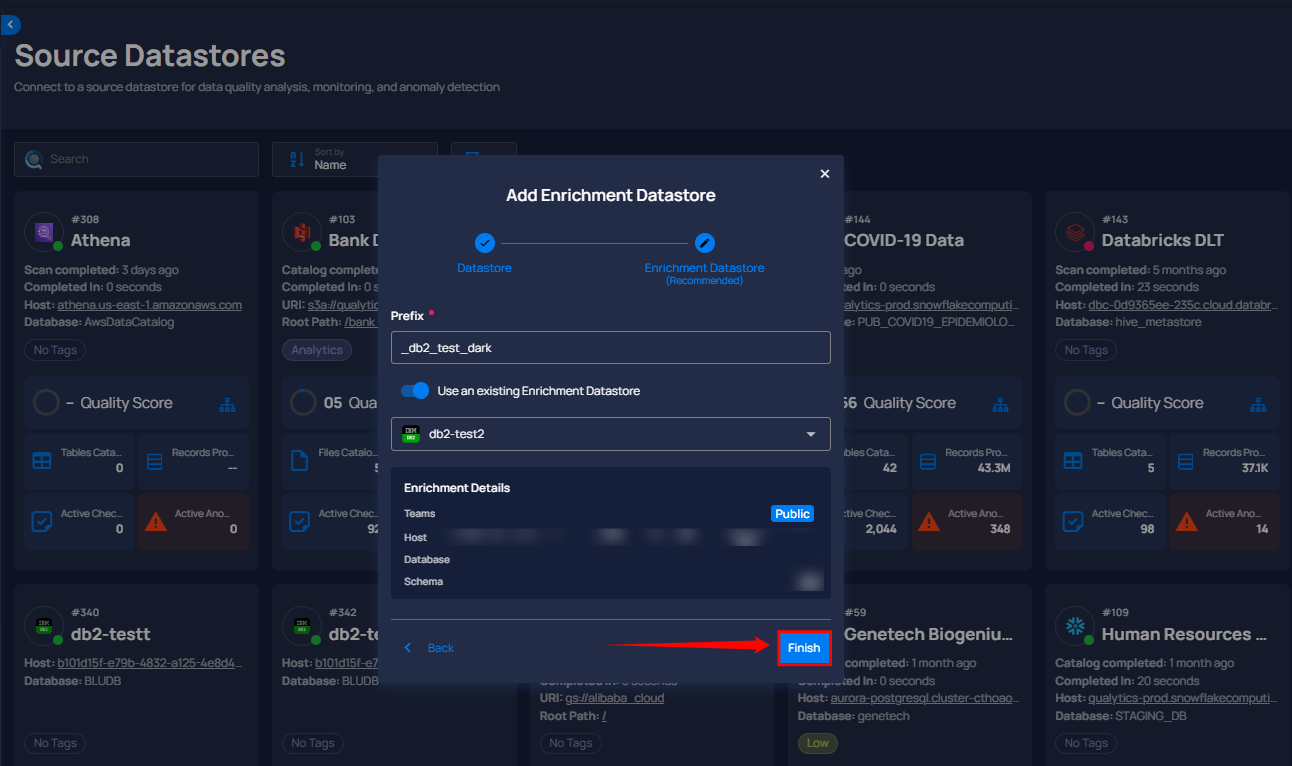 Source Datastores
Connect to a source datastore for data quality analysis, monitoring, and anomaly detection
Search
Sort by
Name
Add Enrichment Datastore
Datastore
Enrichment Datastore
(Recommended)
Prefix *
_db2_test_dark
Use an existing Enrichment Datastore
db2-test2
Enrichment Details
Teams
Public
Host
Database
Schema
Back
Finish
#308
Athena
Scan completed: 3 days ago
Completed In: 0 seconds
Host: athena.us-east-1.amazonaws.com
Database: AwsDataCatalog
No Tags
– Quality Score
Tables Cata...
0
Records Pro...
--
Active Chec...
0
Active Ano...
0
#103
Bank D
Catalog complete
Completed In: 0 s
URI: s3a://qualytic
Root Path: /bank_
Analytics
05 Qua
Files Catalo...
5
Active Chec
92
#144
COVID-19 Data
ago
ed In: 0 seconds
alytics-prod.snowflakecomputi...
e: PUB_COVID19_EPIDEMIOLO...
56 Quality Score
bles Cata...
42
Records Pro...
43.3M
ctive Chec...
2,044
Active Ano...
348
#143
Databricks DLT
Scan completed: 5 months ago
Completed In: 23 seconds
Host: dbc-0d9365ee-235c.cloud.databr...
Database: hive_metastore
No Tags
– Quality Score
Tables Cata...
5
Records Pro...
37.1K
Active Chec...
98
Active Ano...
14
#340
db2-testt
Host: b101d15f-e79b-4832-a125-4e8d4...
Database: BLUDB
No Tags
#342
db2-te
Host: b101d15f-e7
Database: BLUDB
No Tags
Completed In: 0 seconds
URI: gs://alibaba_cloud
Root Path: /
No Tags
#59
Genetech Biogeniu...
completed: 1 month ago
Completed In: 0 seconds
Host: aurora-postgresql.cluster-cthoao...
Database: genetech
Low
#109
Human Resources ...
Catalog completed: 1 month ago
Completed In: 20 seconds
Host: qualytics-prod.snowflakecomputi...
Database: STAGING_DB
No Tags